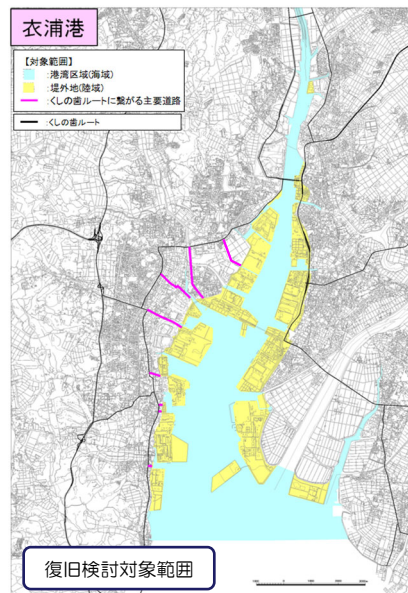 衣浦港
【対象範囲】
:港湾区域(海域)
:堤外地(陸域)
:くしの歯ルートに繋がる主要道路
:くしの歯ルート
復旧検討対象範囲